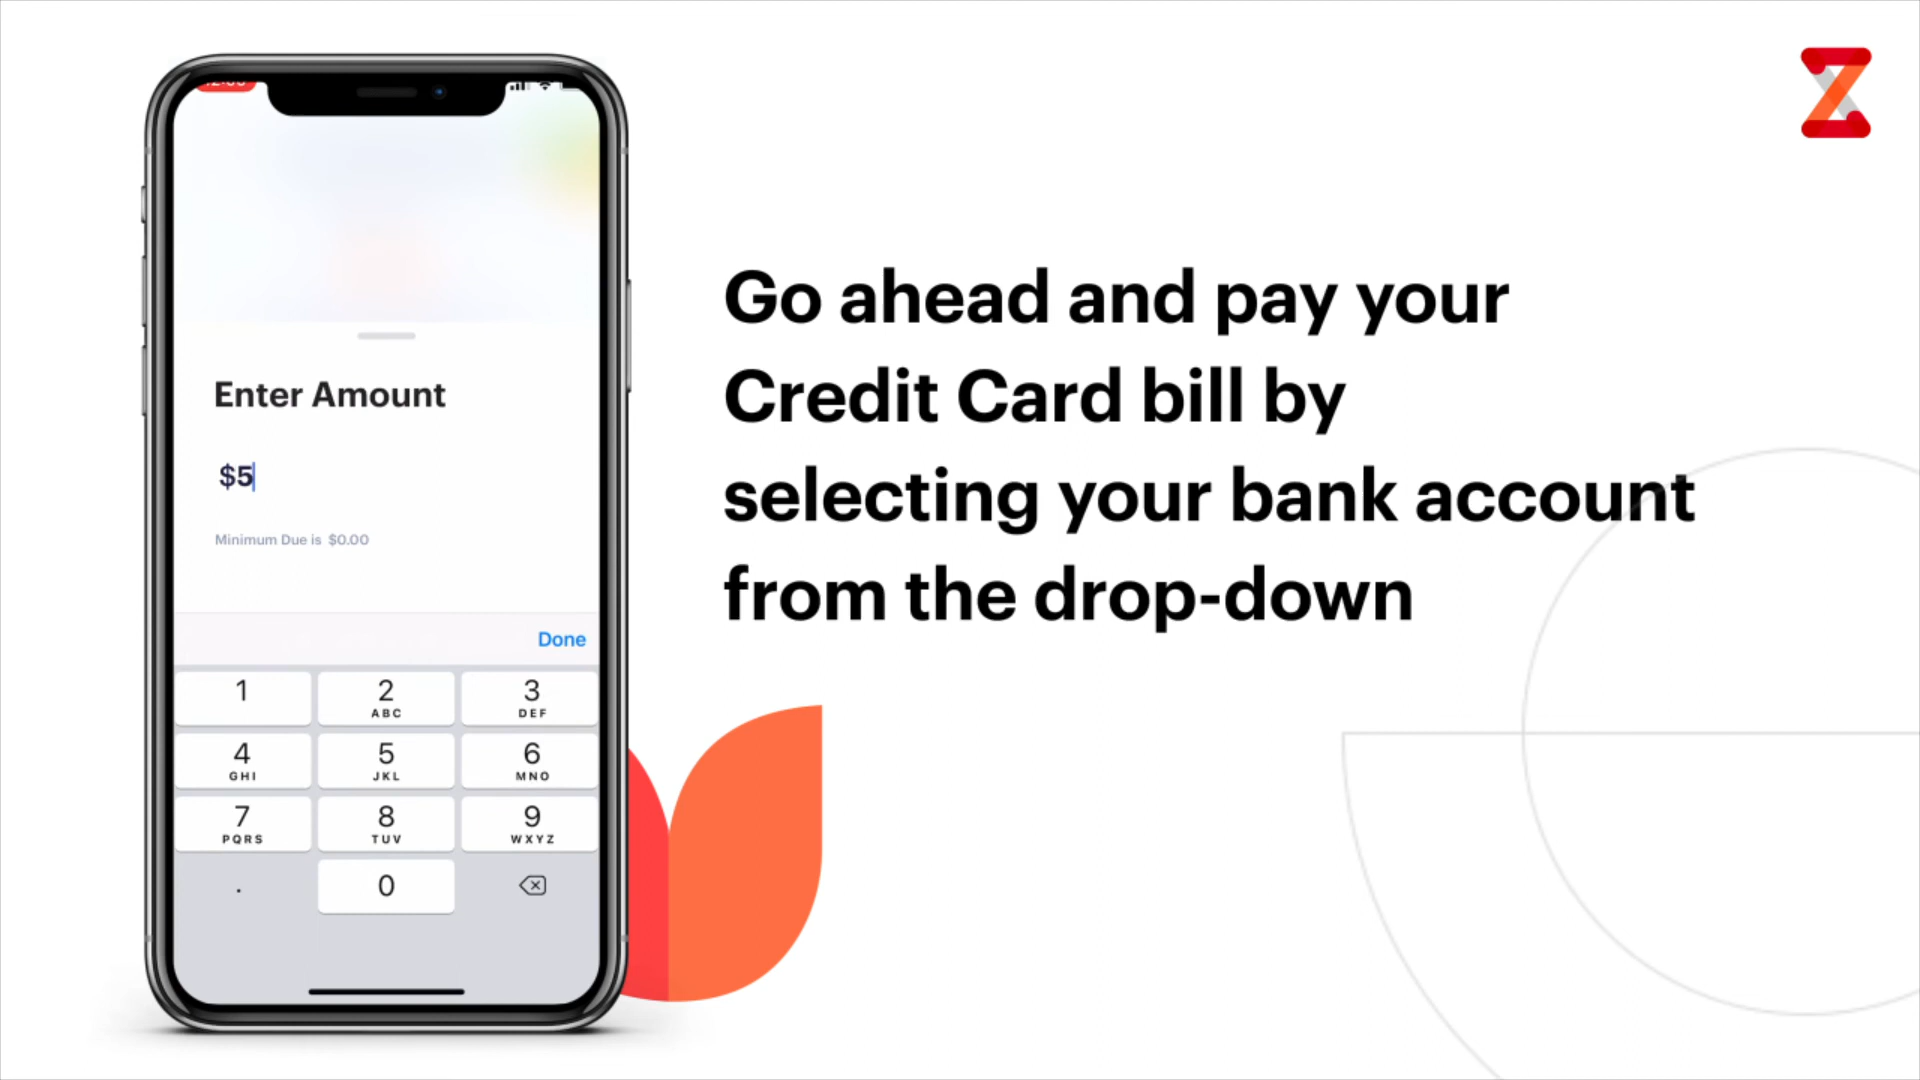 Enter Amount
$5
Minimum Due is $0.00
Done
1
2
ABC
3
DEF
4
GHI
5
JKL
6
MNO
7
PQRS
8
TUV
9
WXYZ
.
0
Go ahead and pay your
Credit Card bill by
selecting your bank account
from the drop-down